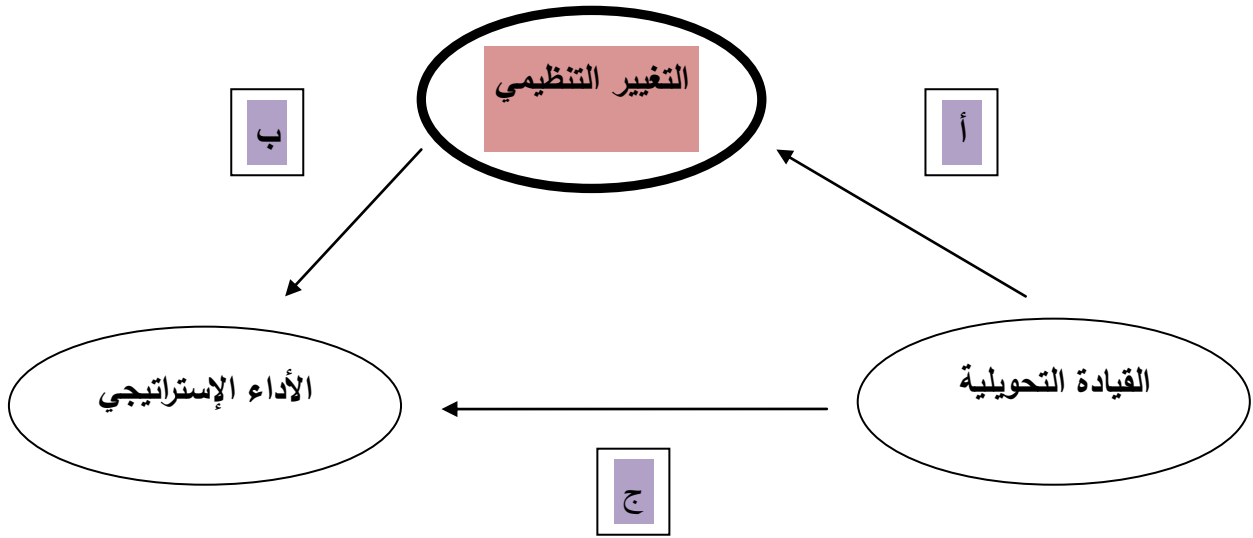 التغيير التنظيمي
أ
ب
القيادة التحويلية
الأداء الإستراتيجي
ج